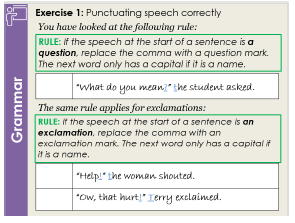 Grammar
Exercise 1: Punctuating speech correctly
You have looked at the following rule:
RULE: if the speech at the start of a sentence is a
question, replace the comma with a question mark.
The next word only has a capital if it is a name.
"What do you mean?" the student asked.
The same rule applies for exclamations:
RULE: if the speech at the start of a sentence is an
exclamation, replace the comma with an
exclamation mark. The next word only has a capital if
it is a name.
"Help!" the woman shouted.
"Ow, that hurt!" Terry exclaimed.